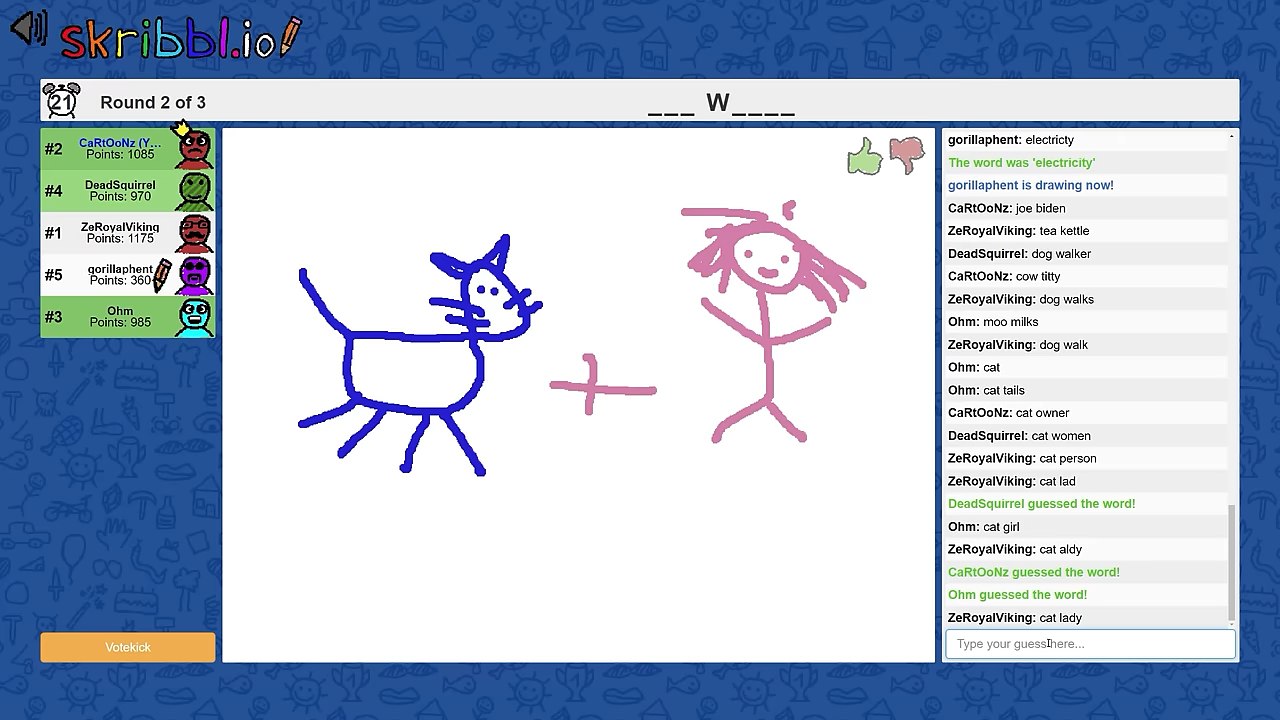 skribbl.io!
21
Round 2 of 3
___ W____
#2
CaRtOoNz (Y...
Points: 1085
#4
DeadSquirrel
Points: 970
#1
ZeRoyalViking
Points: 1175
#5
gorillaphent
Points: 360
#3
Ohm
Points: 985
Votekick
gorillaphent: electricty
The word was 'electricity'
gorillaphent is drawing now!
CaRtOoNz: joe biden
ZeRoyalViking: tea kettle
DeadSquirrel: dog walker
CaRtOoNz: cow titty
ZeRoyalViking: dog walks
Ohm: moo milks
ZeRoyalViking: dog walk
Ohm: cat
Ohm: cat tails
CaRtOoNz: cat owner
DeadSquirrel: cat women
ZeRoyalViking: cat person
ZeRoyalViking: cat lad
DeadSquirrel guessed the word!
Ohm: cat girl
ZeRoyalViking: cat aldy
CaRtOoNz guessed the word!
Ohm guessed the word!
ZeRoyalViking: cat lady
Type your guess here...